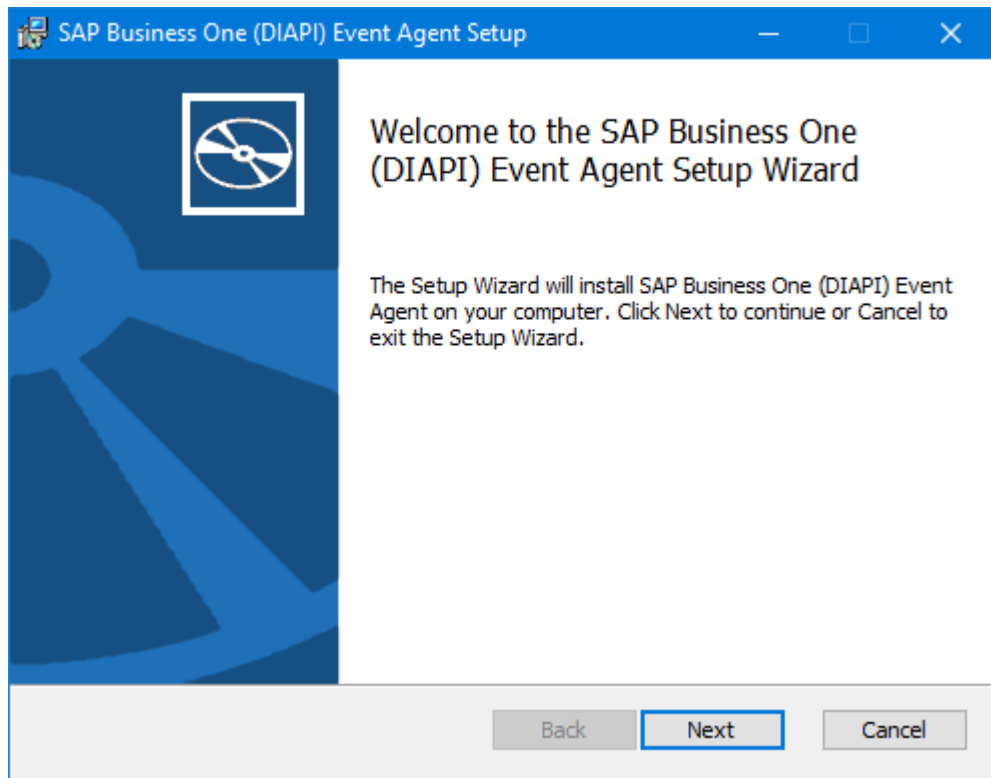 SAP Business One (DIAPI) Event Agent Setup
Welcome to the SAP Business One
(DIAPI) Event Agent Setup Wizard
The Setup Wizard will install SAP Business One (DIAPI) Event
Agent on your computer. Click Next to continue or Cancel to
exit the Setup Wizard.
Back Next Cancel